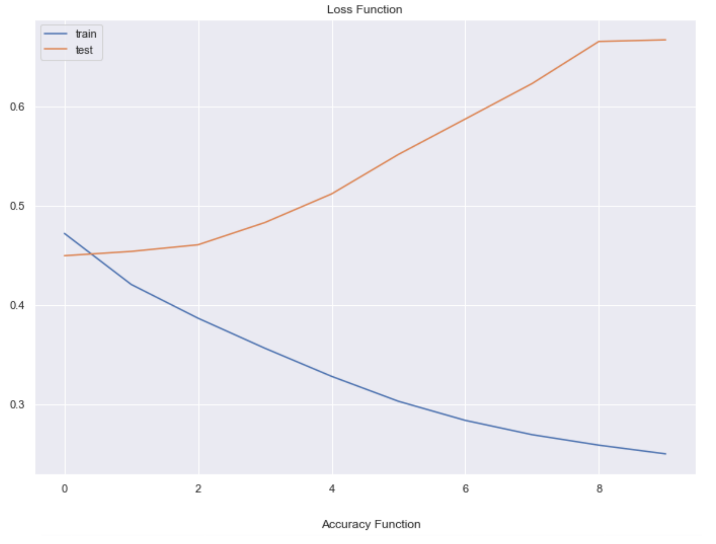 Loss Function
train
test
0.6
0.5
0.4
0.3
0 2 4 6 8
Accuracy Function